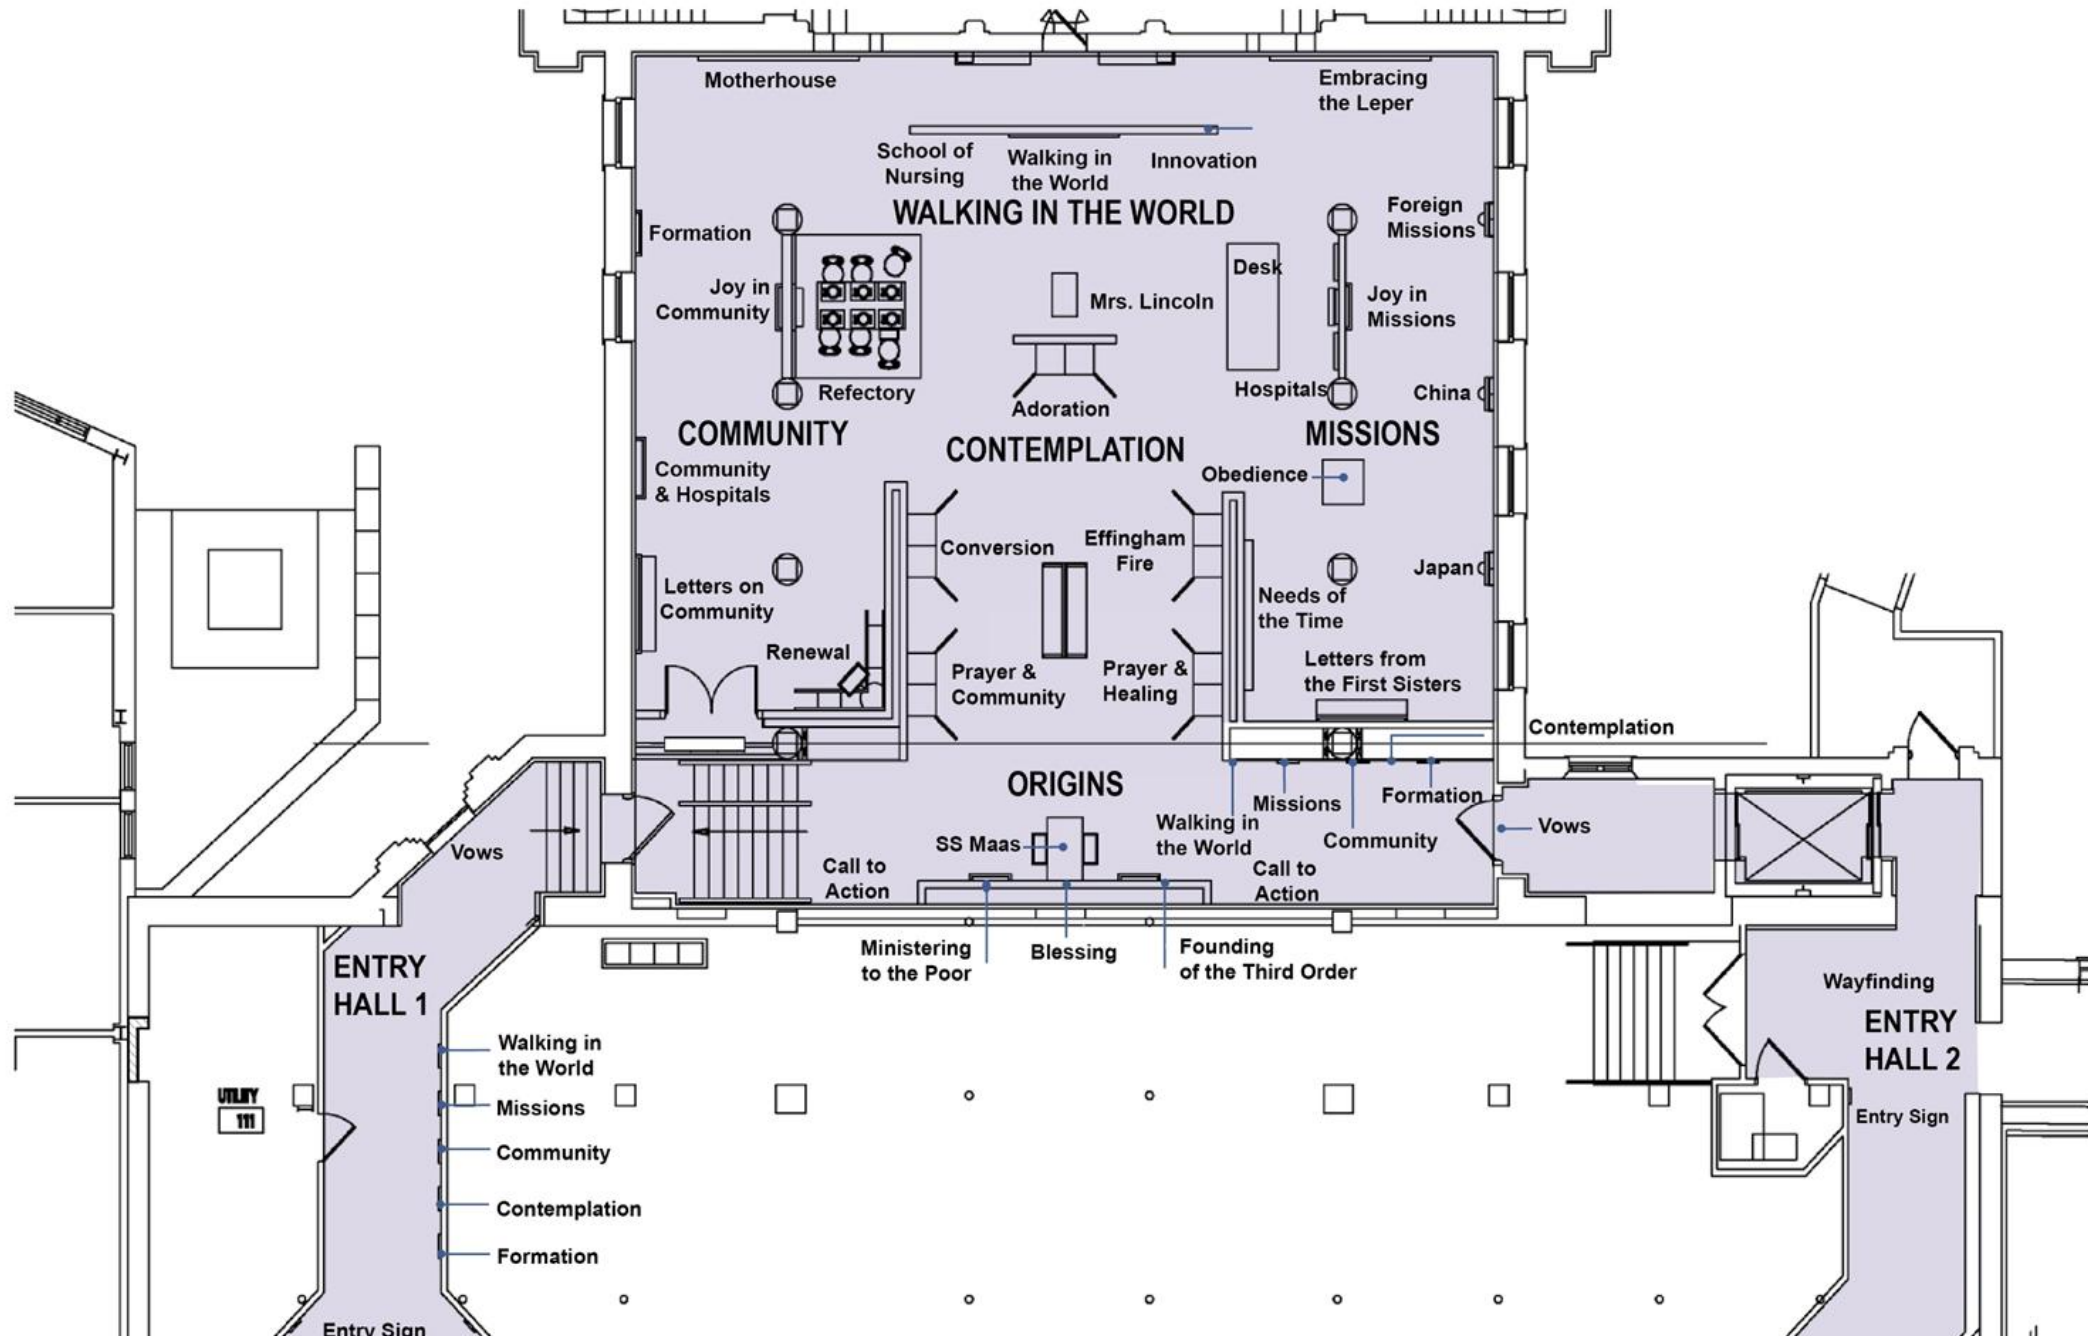 Motherhouse
Embracing
the Leper
School of
Nursing
Walking in
the World
Innovation
WALKING IN THE WORLD
Formation
Foreign
Missions
Joy in
Community
Desk
Mrs. Lincoln
Joy in
Missions
Refectory
Adoration
Hospitals
China
COMMUNITY
CONTEMPLATION
MISSIONS
Community
& Hospitals
Obedience
Conversion
Effingham
Fire
Japan
Letters on
Community
Needs of
the Time
Renewal
Prayer &
Community
Prayer &
Healing
Letters from
the First Sisters
Contemplation
ORIGINS
Missions
Formation
Walking in
the World
Community
Vows
Vows
SS Maas
Call to
Action
Call to
Action
Ministering
to the Poor
Blessing
Founding
of the Third Order
ENTRY
HALL 1
Wayfinding
ENTRY
HALL 2
Walking in
the World
UTILITY
111
Missions
Entry Sign
Community
Contemplation
Formation
Entry Sign